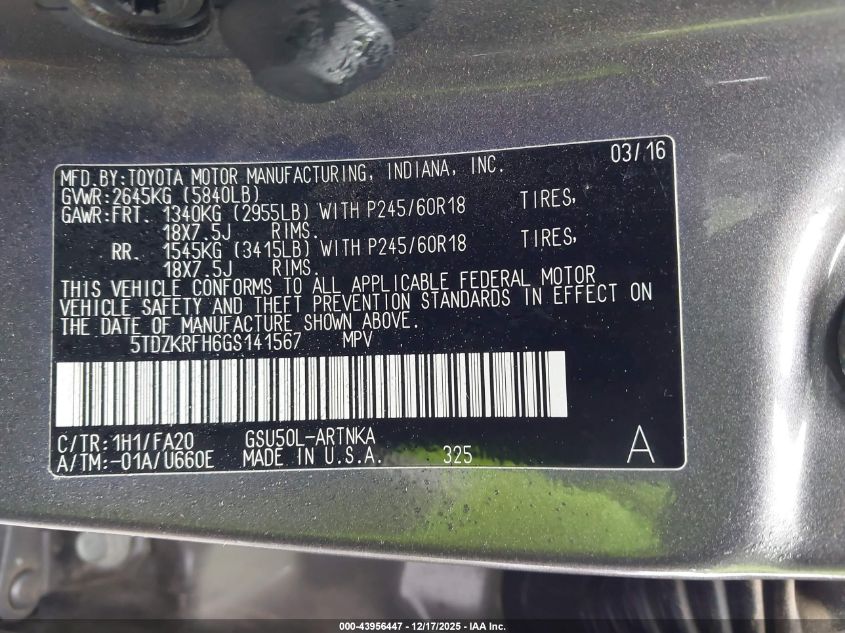 MFD.BY:TOYOTA MOTOR MANUFACTURING, INDIANA, INC. 03/16
GVWR:2645KG (5840LB)
GAWR:FRT. 1340KG (2955LB) WITH P245/60R18 TIRES,
18X7.5J RIMS.
RR. 1545KG (3415LB) WITH P245/60R18 TIRES,
18X7.5J RIMS.
THIS VEHICLE CONFORMS TO ALL APPLICABLE FEDERAL MOTOR
VEHICLE SAFETY AND THEFT PREVENTION STANDARDS IN EFFECT ON
THE DATE OF MANUFACTURE SHOWN ABOVE.
5TDZKRFH6GS141567 MPV
C/TR:1H1/FA20 GSU50L-ARTNKA
A/TM:-01A/U660E MADE IN U.S.A. 325 A
000-43956447 - 12/17/2025 - IAA Inc.